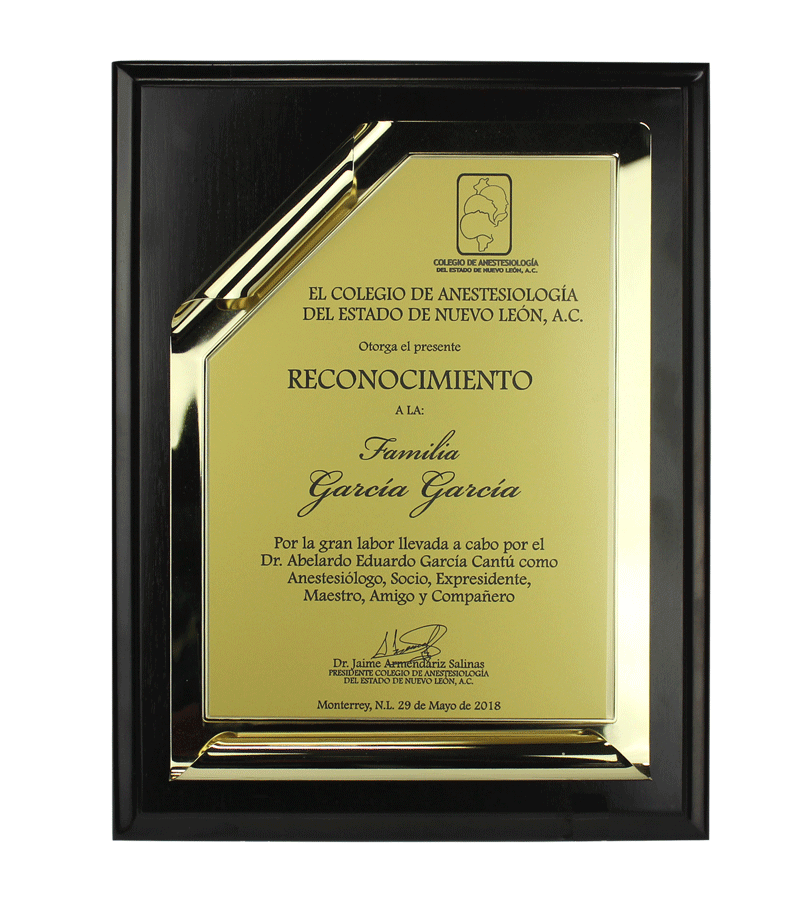 COLEGIO DE ANESTESIOLOGÍA
DEL ESTADO DE NUEVO LEÓN, A.C.
EL COLEGIO DE ANESTESIOLOGÍA
DEL ESTADO DE NUEVO LEÓN, A.C.
Otorga el presente
RECONOCIMIENTO
A LA:
Familia
García García
Por la gran labor llevada a cabo por el
Dr. Abelardo Eduardo García Cantú como
Anestesiólogo, Socio, Expresidente,
Maestro, Amigo y Compañero
Dr. Jaime Armendáriz Salinas
PRESIDENTE COLEGIO DE ANESTESIOLOGÍA
DEL ESTADO DE NUEVO LEÓN, A.C.
Monterrey, N.L. 29 de Mayo de 2018